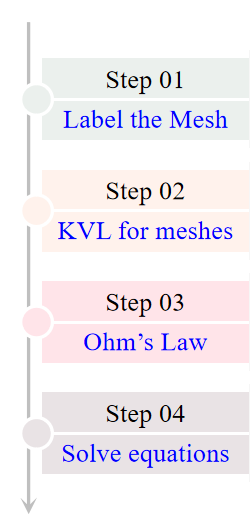 Step 01
Label the Mesh
Step 02
KVL for meshes
Step 03
Ohm’s Law
Step 04
Solve equations